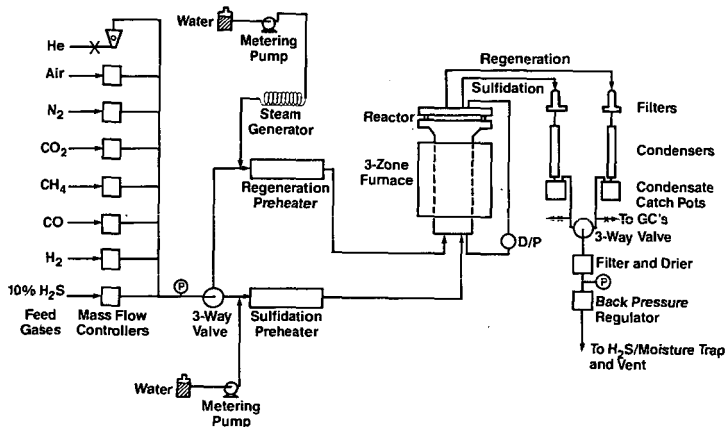 Water
Metering
Pump
He
Air
N2
CO2
CH4
CO
H2
10% H2S
Feed
Gases
Mass Flow
Controllers
P
3-Way
Valve
Steam
Generator
Regeneration
Preheater
Sulfidation
Preheater
Water
Metering
Pump
Regeneration
Sulfidation
Reactor
3-Zone
Furnace
D/P
Filters
Condensers
Condensate
Catch Pots
To GC's
3-Way Valve
Filter and Drier
P
Back Pressure
Regulator
To H2S/Moisture Trap
and Vent